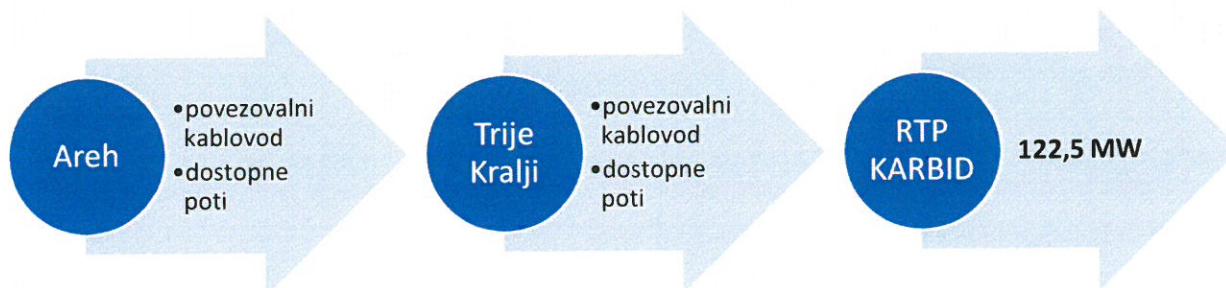 Areh
•povezovalni
kablovod
•dostopne
poti
Trije
Kralji
•povezovalni
kablovod
•dostopne
poti
RTP
KARBID
122,5 MW